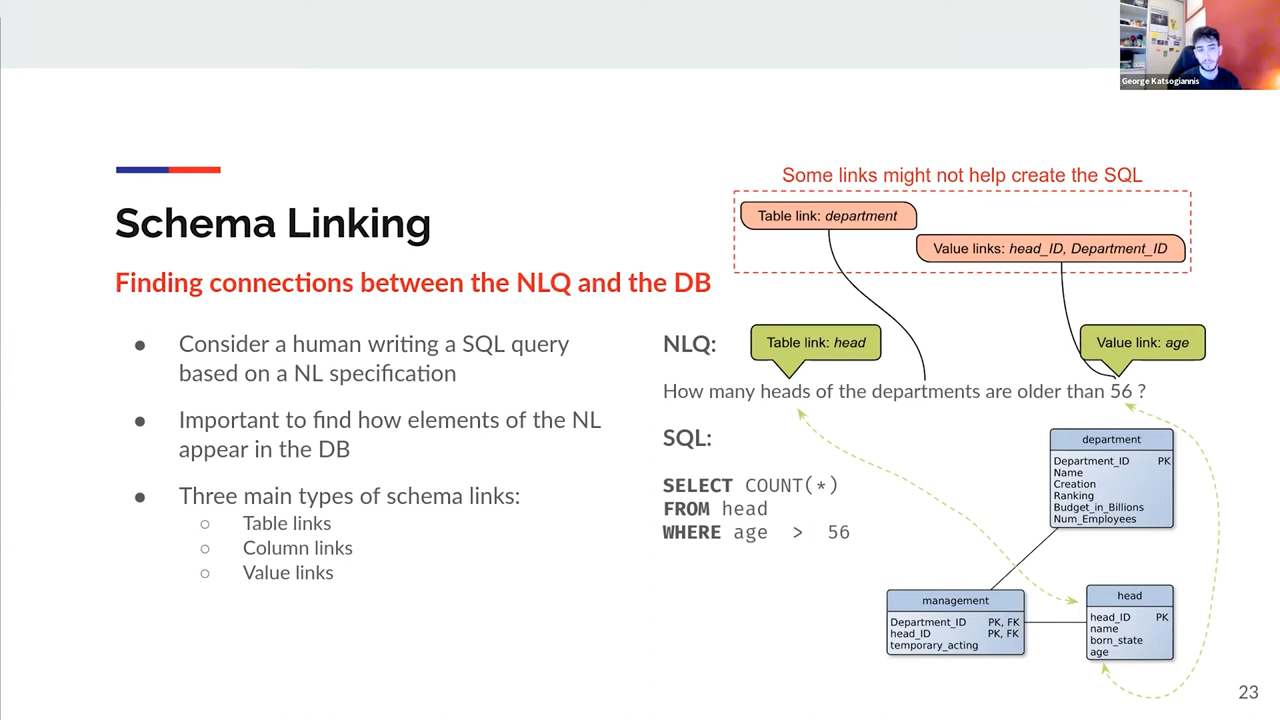 George Katsogiannis
Some links might not help create the SQL
Table link: department
Value links: head_ID, Department_ID
Schema Linking
Finding connections between the NLQ and the DB
● Consider a human writing a SQL query
based on a NL specification
● Important to find how elements of the NL
appear in the DB
● Three main types of schema links:
○ Table links
○ Column links
○ Value links
NLQ:
Table link: head
Value link: age
How many heads of the departments are older than 56 ?
SQL:
SELECT COUNT(*)
FROM head
WHERE age > 56
department
Department_ID PK
Name
Creation
Ranking
Budget_in_Billions
Num_Employees
management
Department_ID PK, FK
head_ID PK, FK
temporary_acting
head
head_ID PK
name
born_state
age
23